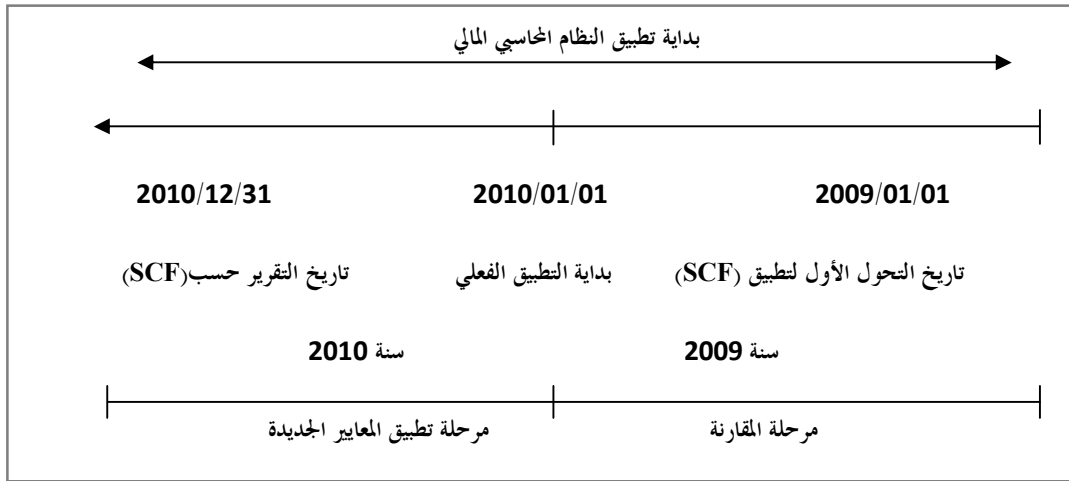 بداية تطبيق النظام المحاسبي المالي
2009/01/01 2010/01/01 2010/12/31
تاريخ التحول الأول لتطبيق (SCF) بداية التطبيق الفعلي تاريخ التقرير حسب(SCF)
سنة 2009 سنة 2010
مرحلة المقارنة مرحلة تطبيق المعايير الجديدة